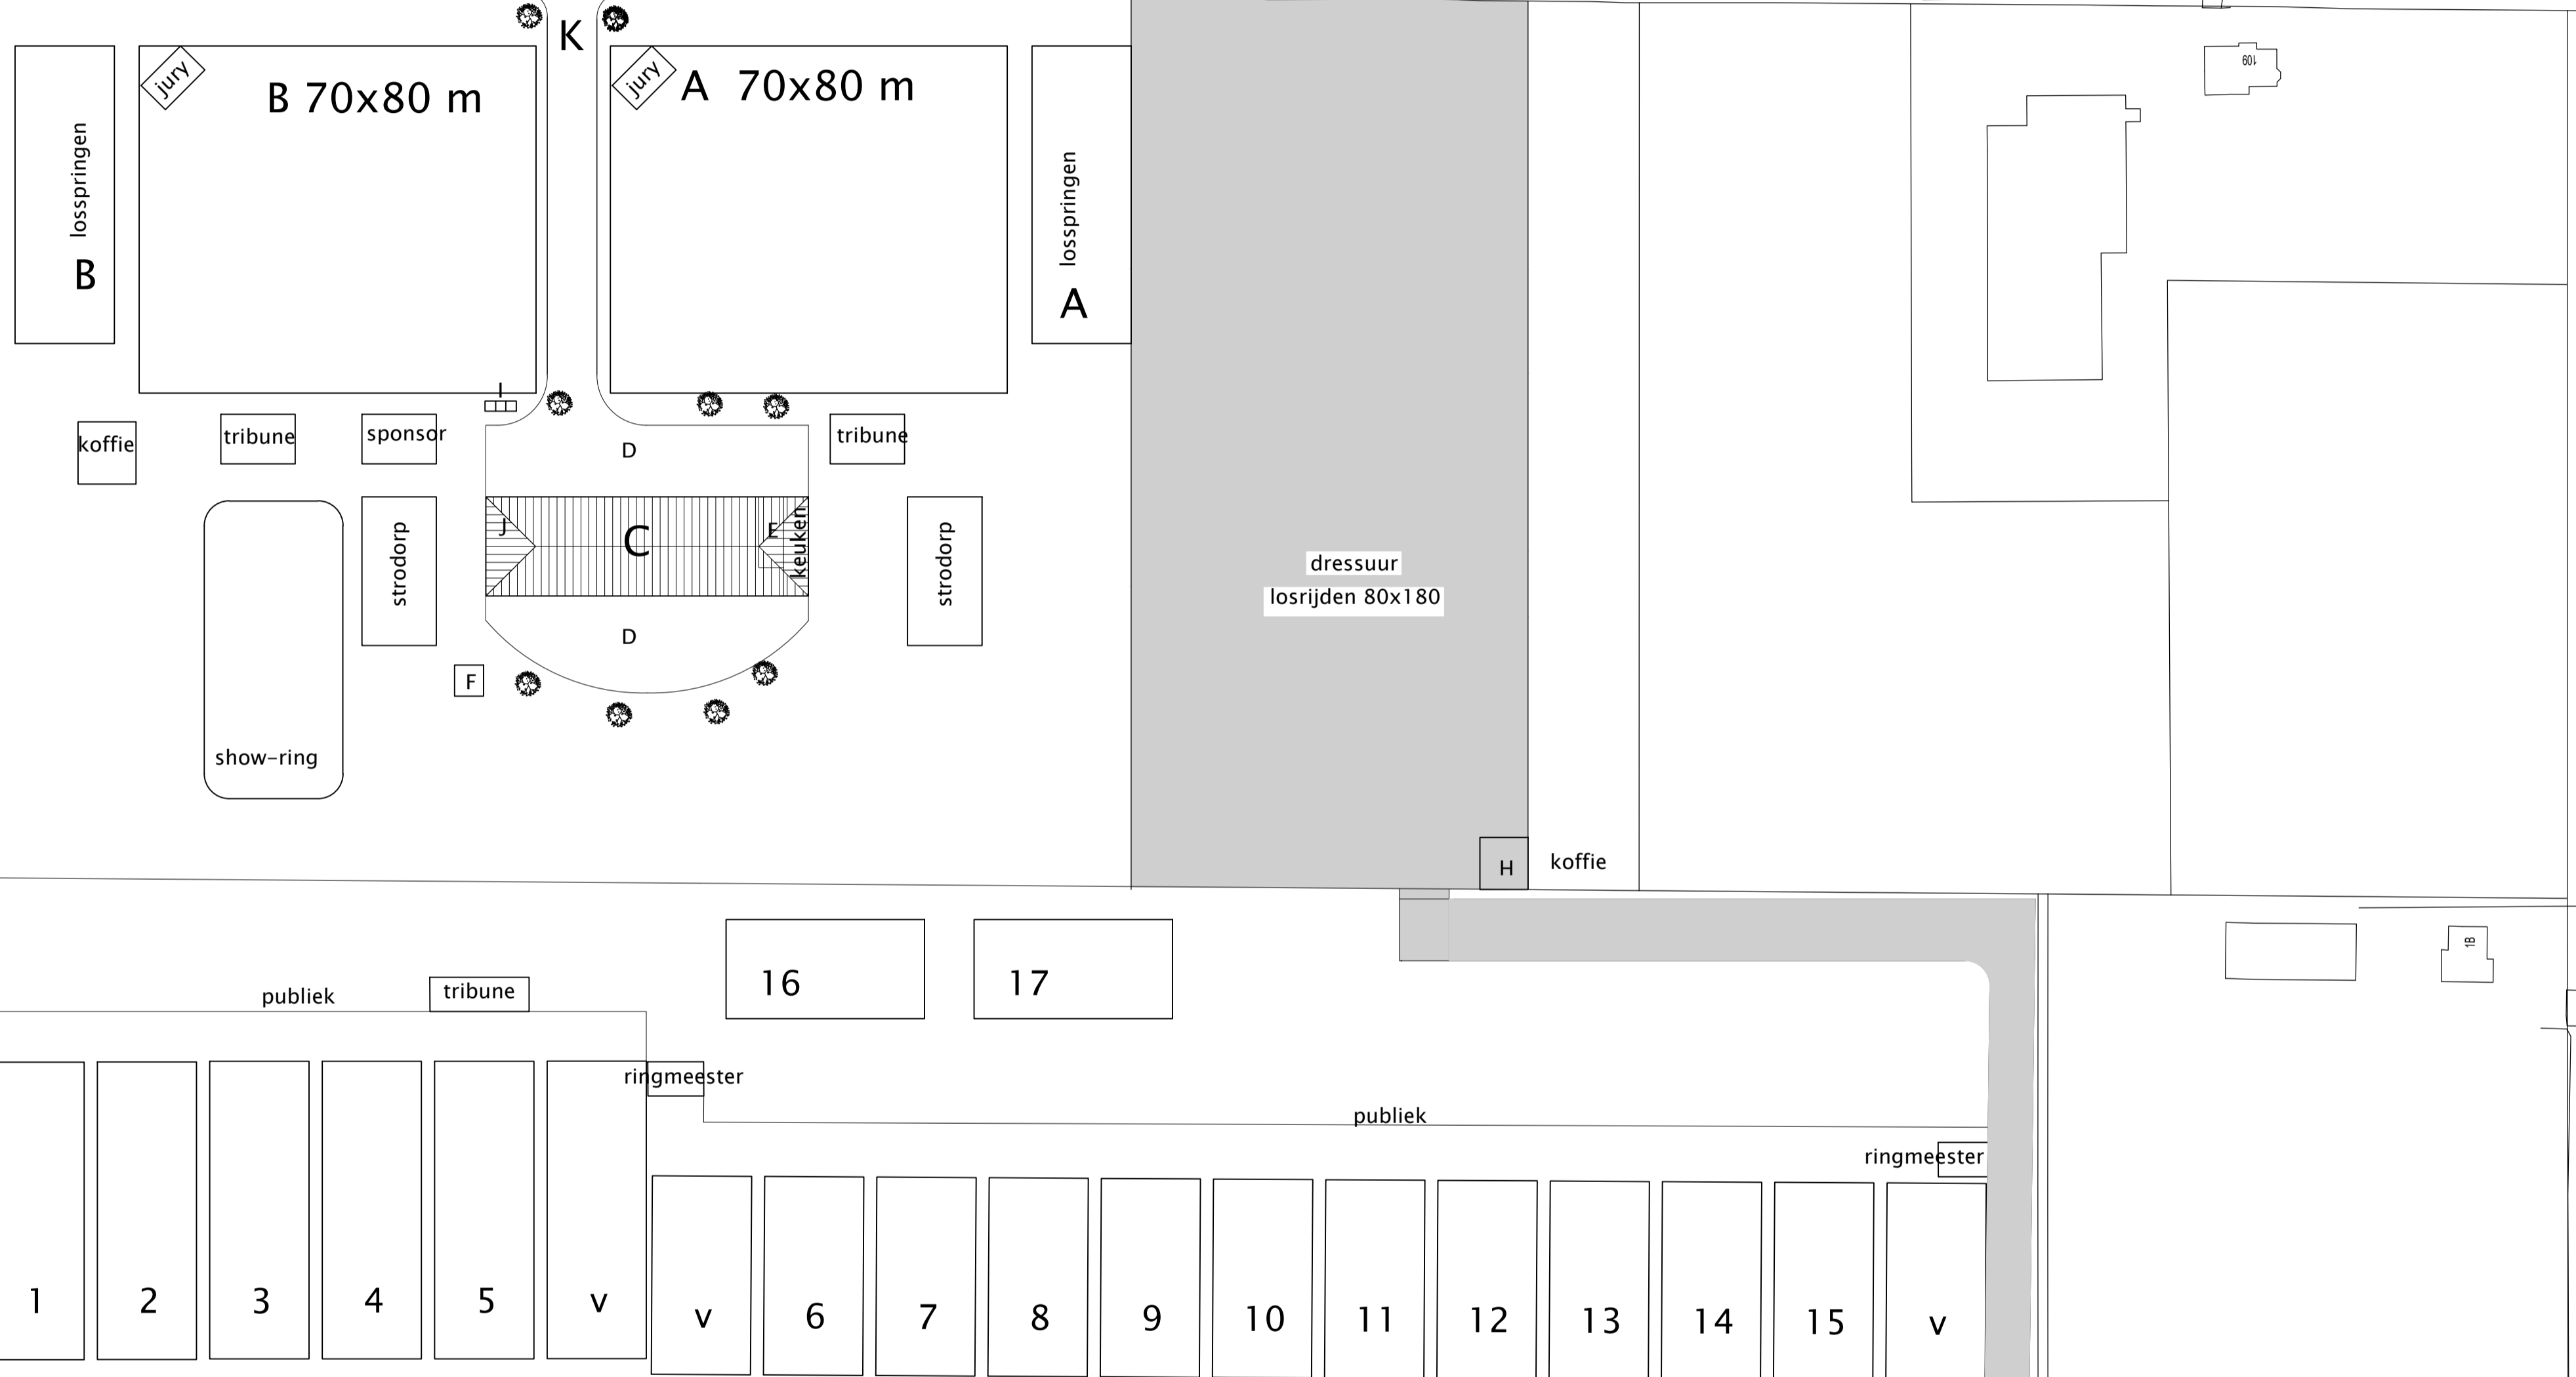 K
jury
B 70x80 m
jury
A 70x80 m
109
losspringen
B
losspringen
A
I
koffie
tribune
sponsor
D
tribune
strodorp
J
C
E
keuken
strodorp
dressuur
losrijden 80x180
D
F
show-ring
H
koffie
16
17
1B
publiek
tribune
ringmeester
publiek
ringmeester
1
2
3
4
5
v
v
6
7
8
9
10
11
12
13
14
15
v